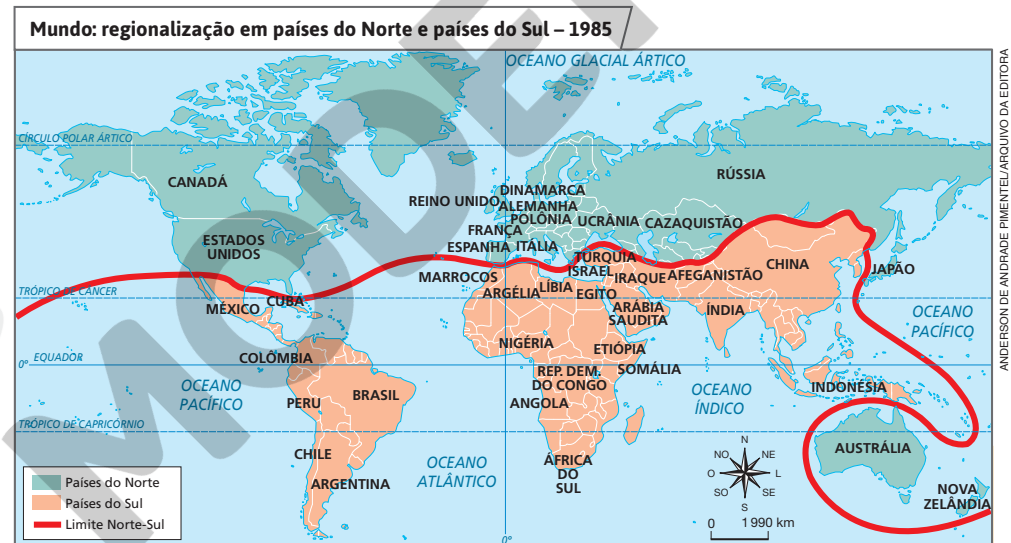 Mundo: regionalização em países do Norte e países do Sul – 1985
OCEANO GLACIAL ÁRTICO
CÍRCULO POLAR ÁRTICO
CANADÁ
RÚSSIA
DINAMARCA
REINO UNIDO
ALEMANHA
POLÔNIA
UCRÂNIA
CAZAQUISTÃO
FRANÇA
ESTADOS
UNIDOS
ESPANHA
ITÁLIA
TURQUIA
MARROCOS
ISRAEL
IRAQUE
AFEGANISTÃO
CHINA
JAPÃO
TRÓPICO DE CÂNCER
MÉXICO
CUBA
ARGÉLIA
LÍBIA
EGITO
ARÁBIA
SAUDITA
ÍNDIA
OCEANO
PACÍFICO
NIGÉRIA
ETIÓPIA
0°
EQUADOR
COLÔMBIA
REP. DEM.
DO CONGO
SOMÁLIA
OCEANO
PACÍFICO
PERU
BRASIL
ANGOLA
OCEANO
ÍNDICO
INDONÉSIA
TRÓPICO DE CAPRICÓRNIO
CHILE
ARGENTINA
OCEANO
ATLÂNTICO
ÁFRICA
DO
SUL
AUSTRÁLIA
NOVA
ZELÂNDIA
N
NO
NE
O
L
SO
SE
S
0
1 990 km
0°
Países do Norte
Países do Sul
Limite Norte-Sul
ANDERSON DE ANDRADE PIMENTEL/ARQUIVO DA EDITORA